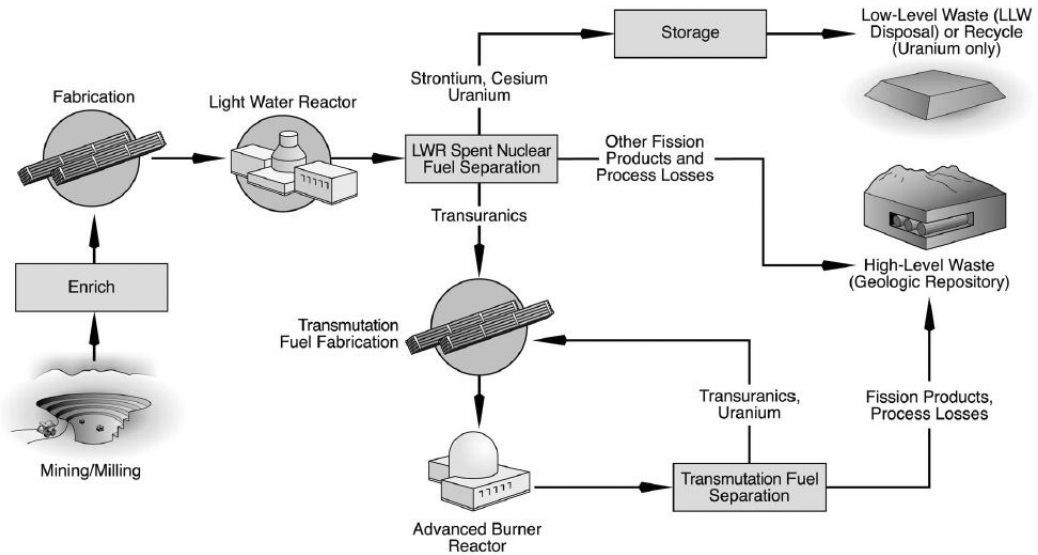 Storage
Low-Level Waste (LLW
Disposal) or Recycle
(Uranium only)
Strontium, Cesium
Uranium
Fabrication
Light Water Reactor
LWR Spent Nuclear
Fuel Separation
Other Fission
Products and
Process Losses
Transuranics
Enrich
High-Level Waste
(Geologic Repository)
Transmutation
Fuel Fabrication
Transuranics,
Uranium
Fission Products,
Process Losses
Mining/Milling
Transmutation Fuel
Separation
Advanced Burner
Reactor